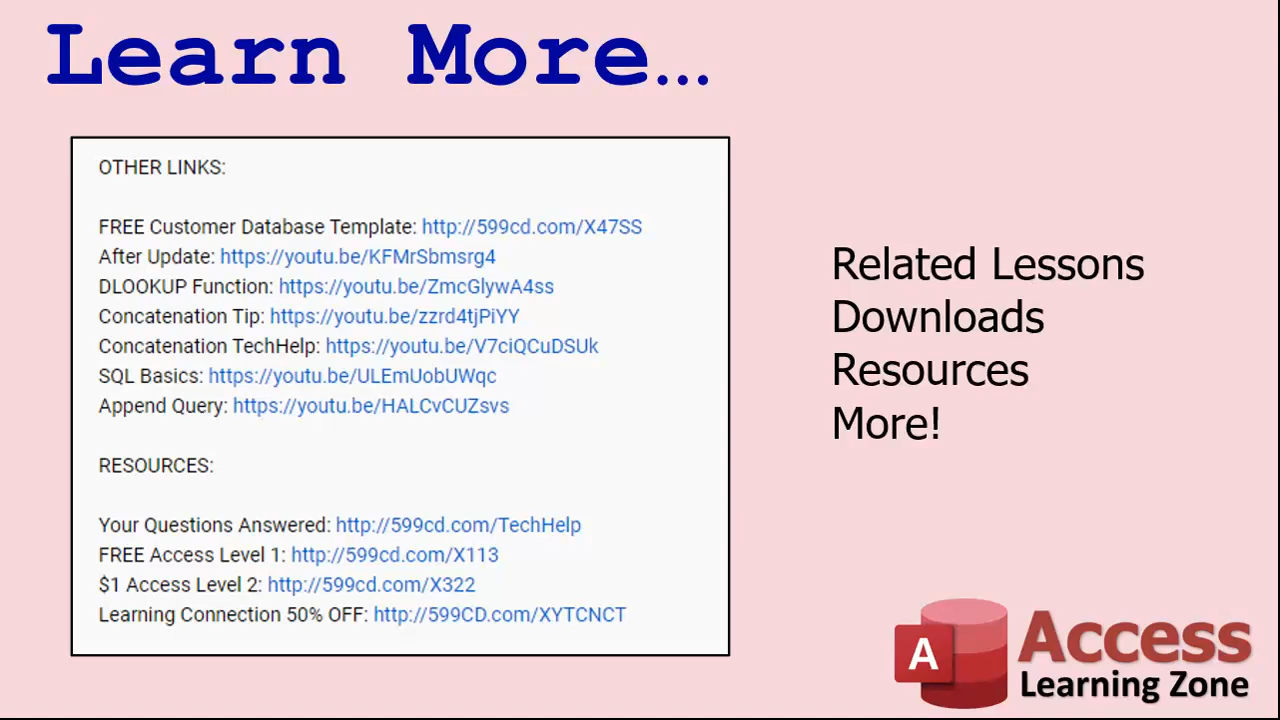 Learn More...
OTHER LINKS:
FREE Customer Database Template: http://599cd.com/X47SS
After Update: https://youtu.be/KFMrSbmsrg4
DLOOKUP Function: https://youtu.be/ZmcGlywA4ss
Concatenation Tip: https://youtu.be/zzrd4tjPiYY
Concatenation TechHelp: https://youtu.be/V7ciQCuDSUk
SQL Basics: https://youtu.be/ULEmUobUWqc
Append Query: https://youtu.be/HALCvCUZsvs
RESOURCES:
Your Questions Answered: http://599cd.com/TechHelp
FREE Access Level 1: http://599cd.com/X113
$1 Access Level 2: http://599cd.com/X322
Learning Connection 50% OFF: http://599CD.com/XYTCNCT
Related Lessons
Downloads
Resources
More!
A
Access
Learning Zone